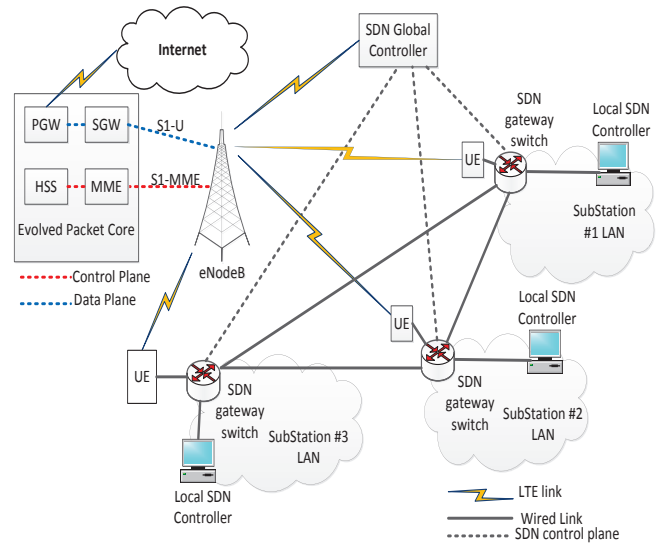 Internet
SDN Global
Controller
PGW
SGW
S1-U
HSS
MME
S1-MME
Evolved Packet Core
Control Plane
Data Plane
eNodeB
SDN
gateway
switch
Local SDN
Controller
UE
SubStation
#1 LAN
UE
Local SDN
Controller
SDN
gateway
switch
SubStation #2
LAN
UE
SDN
gateway
switch
SubStation #3
LAN
Local SDN
Controller
LTE link
Wired Link
SDN control plane